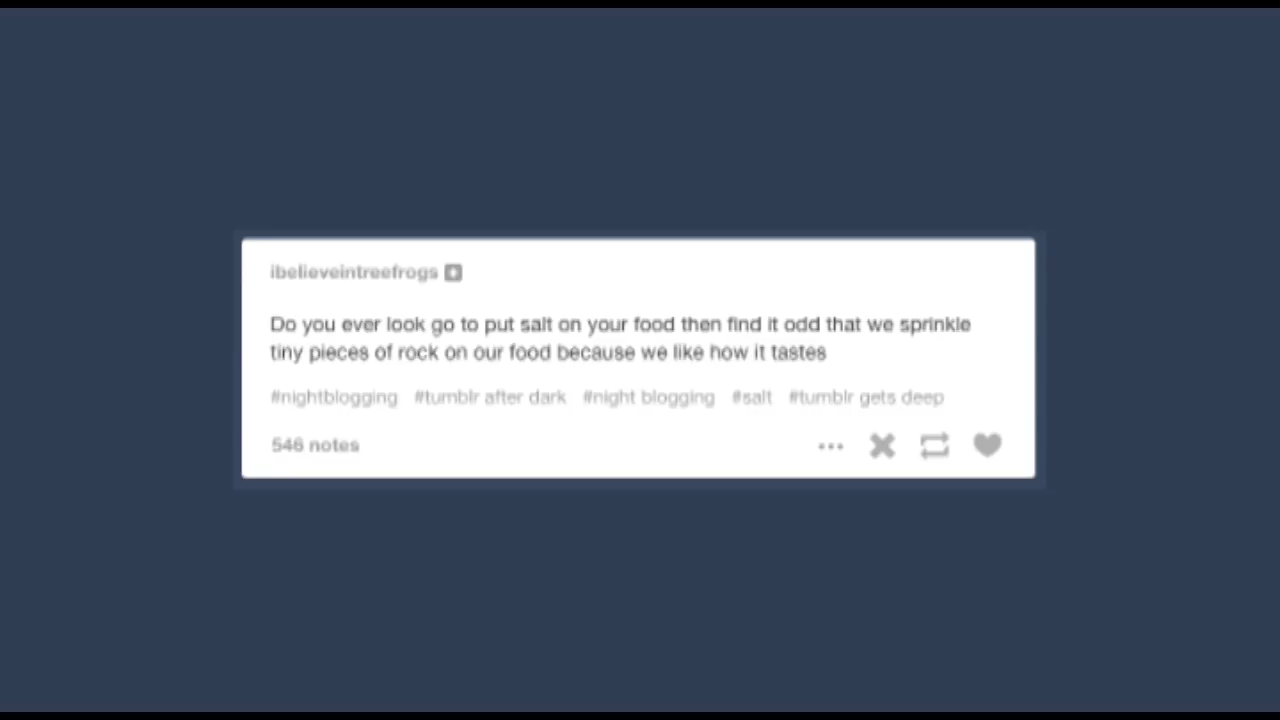 ibelieveintreefrogs
Do you ever look go to put salt on your food then find it odd that we sprinkle
tiny pieces of rock on our food because we like how it tastes
#nightblogging #tumblr after dark #night blogging #salt #tumblr gets deep
546 notes